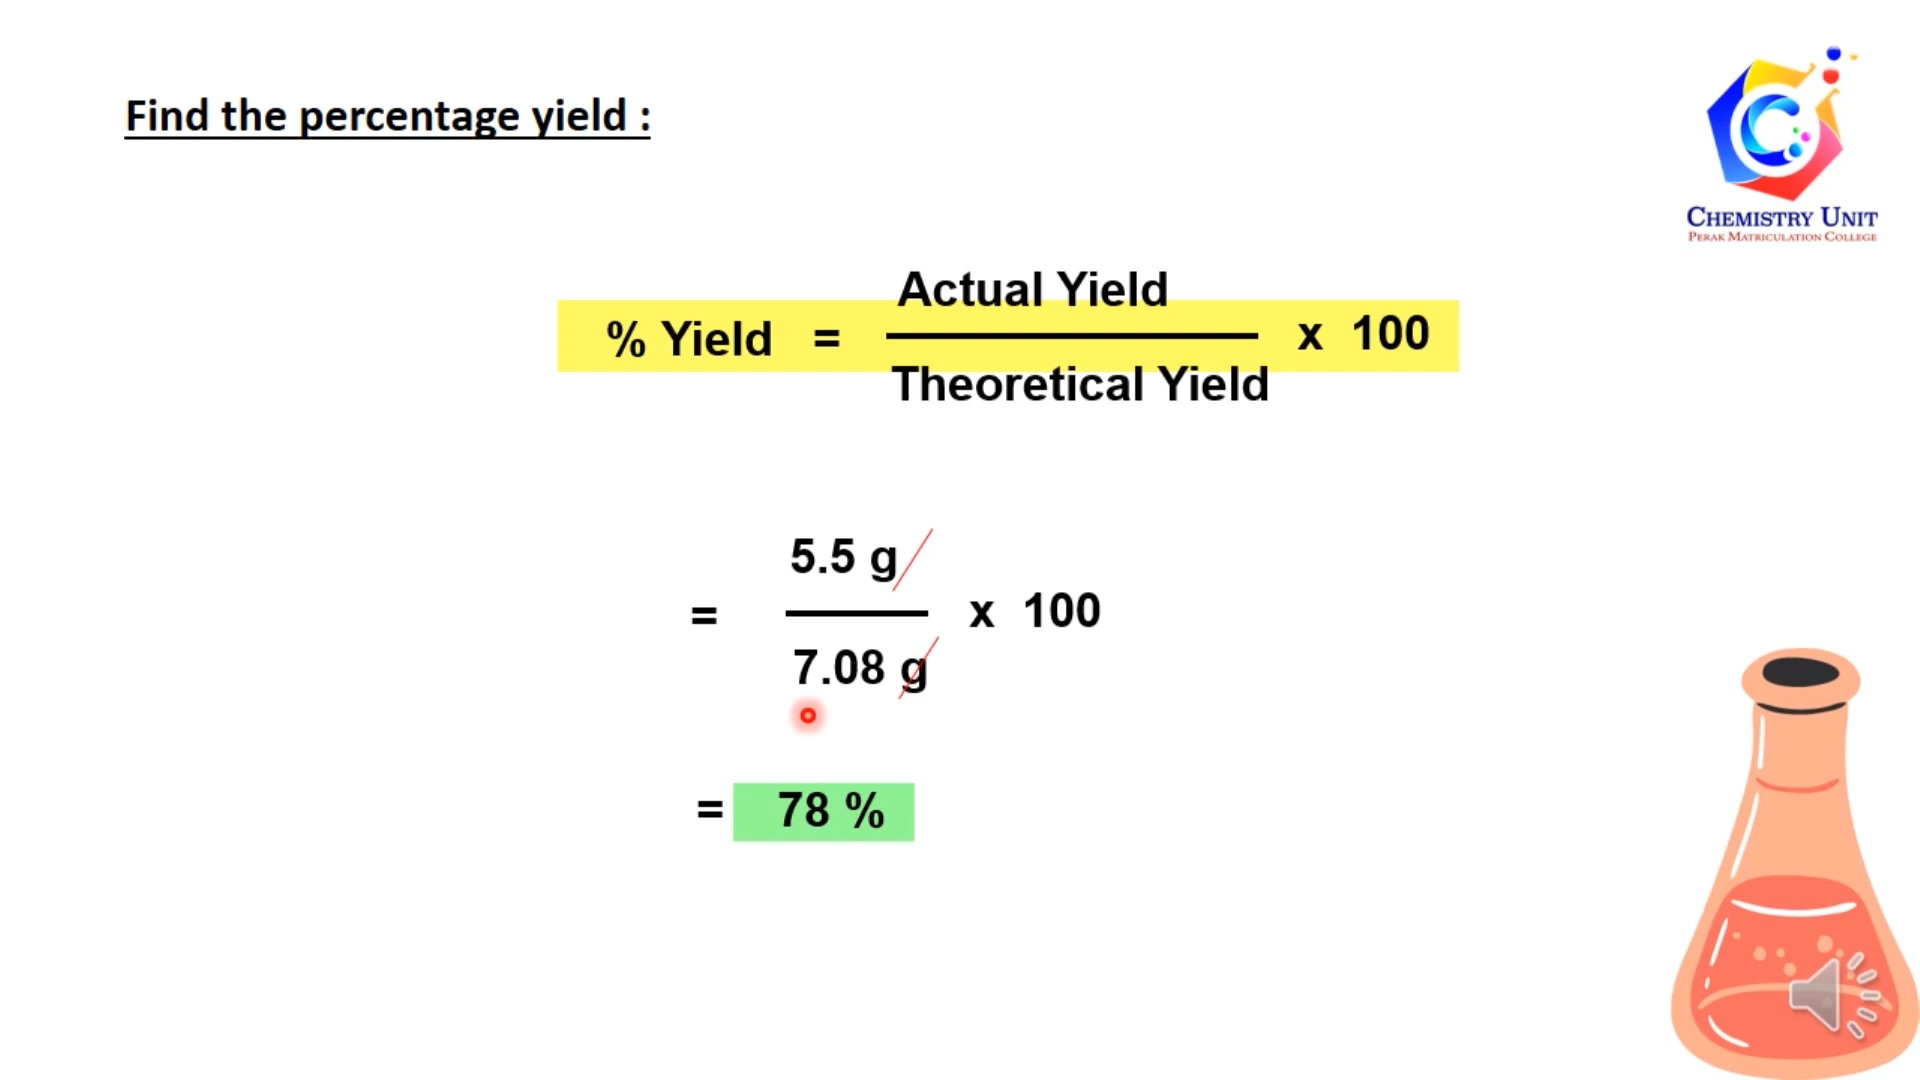 Find the percentage yield :
CHEMISTRY UNIT
PERAK MATRICULATION COLLEGE
Actual Yield
% Yield = x 100
Theoretical Yield
5.5 g
= x 100
7.08 g
= 78 %